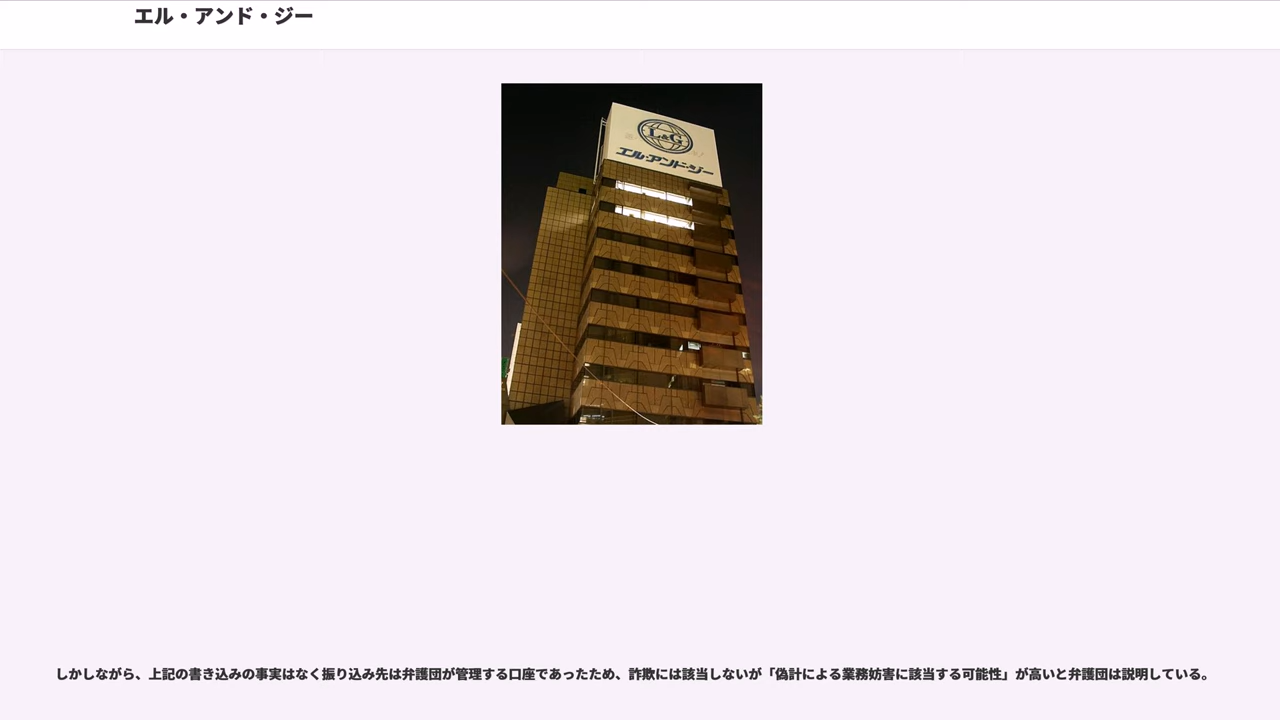 エル・アンド・ジー
L&G
エル・アンド・ジー
しかしながら、上記の書き込みの事実はなく振り込み先は弁護団が管理する口座であったため、詐欺には該当しないが「偽計による業務妨害に該当する可能性」が高いと弁護団は説明している。